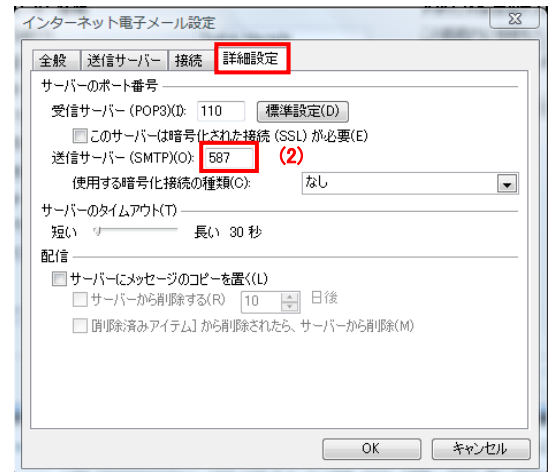 インターネット電子メール設定
全般 送信サーバー 接続 詳細設定
サーバーのポート番号
受信サーバー (POP3)(I): 110 標準設定(D)
このサーバーは暗号化された接続 (SSL) が必要(E)
送信サーバー (SMTP)(O): 587 (2)
使用する暗号化接続の種類(C): なし
サーバーのタイムアウト(T)
短い 長い 30 秒
配信
サーバーにメッセージのコピーを置く(L)
サーバーから削除する(R) 10 日後
[削除済みアイテム] から削除されたら、サーバーから削除(M)
OK キャンセル